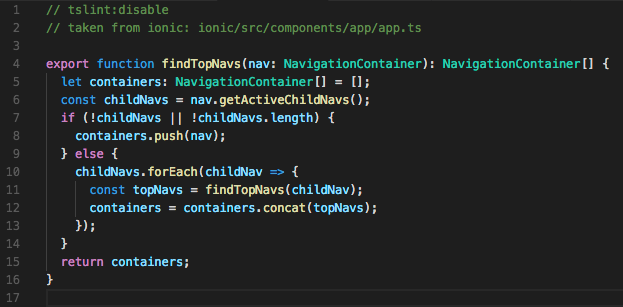 1 // tslint:disable
2 // taken from ionic: ionic/src/components/app/app.ts
3
4 export function findTopNavs(nav: NavigationContainer): NavigationContainer[] {
5   let containers: NavigationContainer[] = [];
6   const childNavs = nav.getActiveChildNavs();
7   if (!childNavs || !childNavs.length) {
8     containers.push(nav);
9   } else {
10     childNavs.forEach(childNav => {
11       const topNavs = findTopNavs(childNav);
12       containers = containers.concat(topNavs);
13     });
14   }
15   return containers;
16 }
17